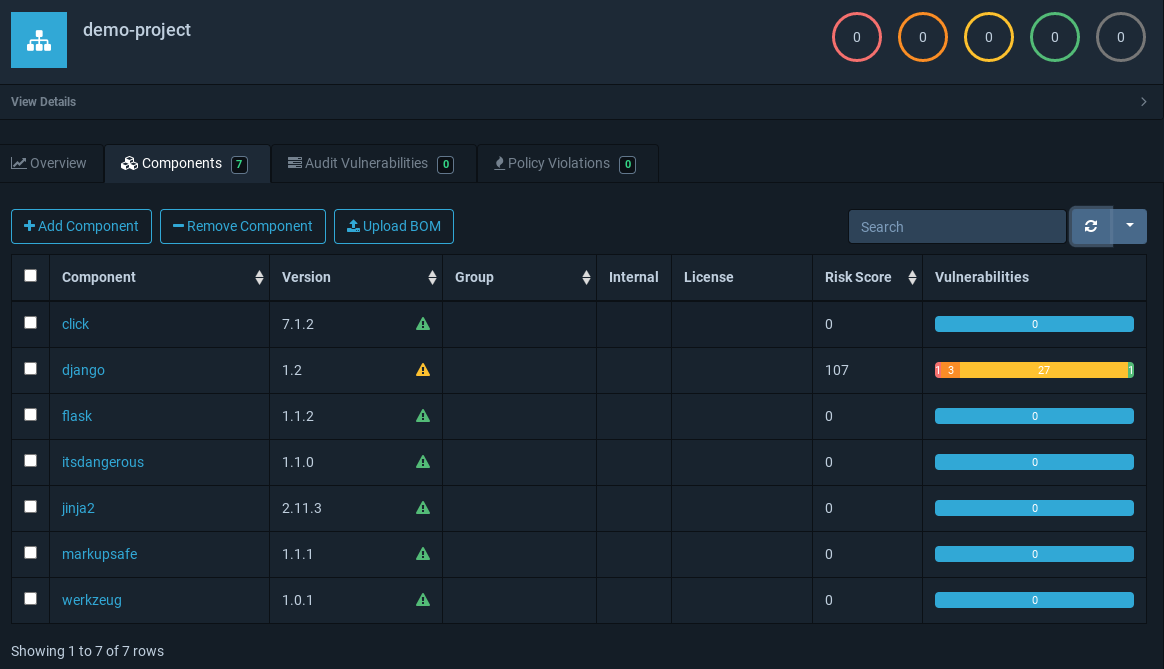 demo-project
0 0 0 0 0
View Details
Overview Components 7 Audit Vulnerabilities 0 Policy Violations 0
Add Component Remove Component Upload BOM Search
Component Version Group Internal License Risk Score Vulnerabilities
click 7.1.2 0 0
django 1.2 107 1 3 27 1
flask 1.1.2 0 0
itsdangerous 1.1.0 0 0
jinja2 2.11.3 0 0
markupsafe 1.1.1 0 0
werkzeug 1.0.1 0 0
Showing 1 to 7 of 7 rows